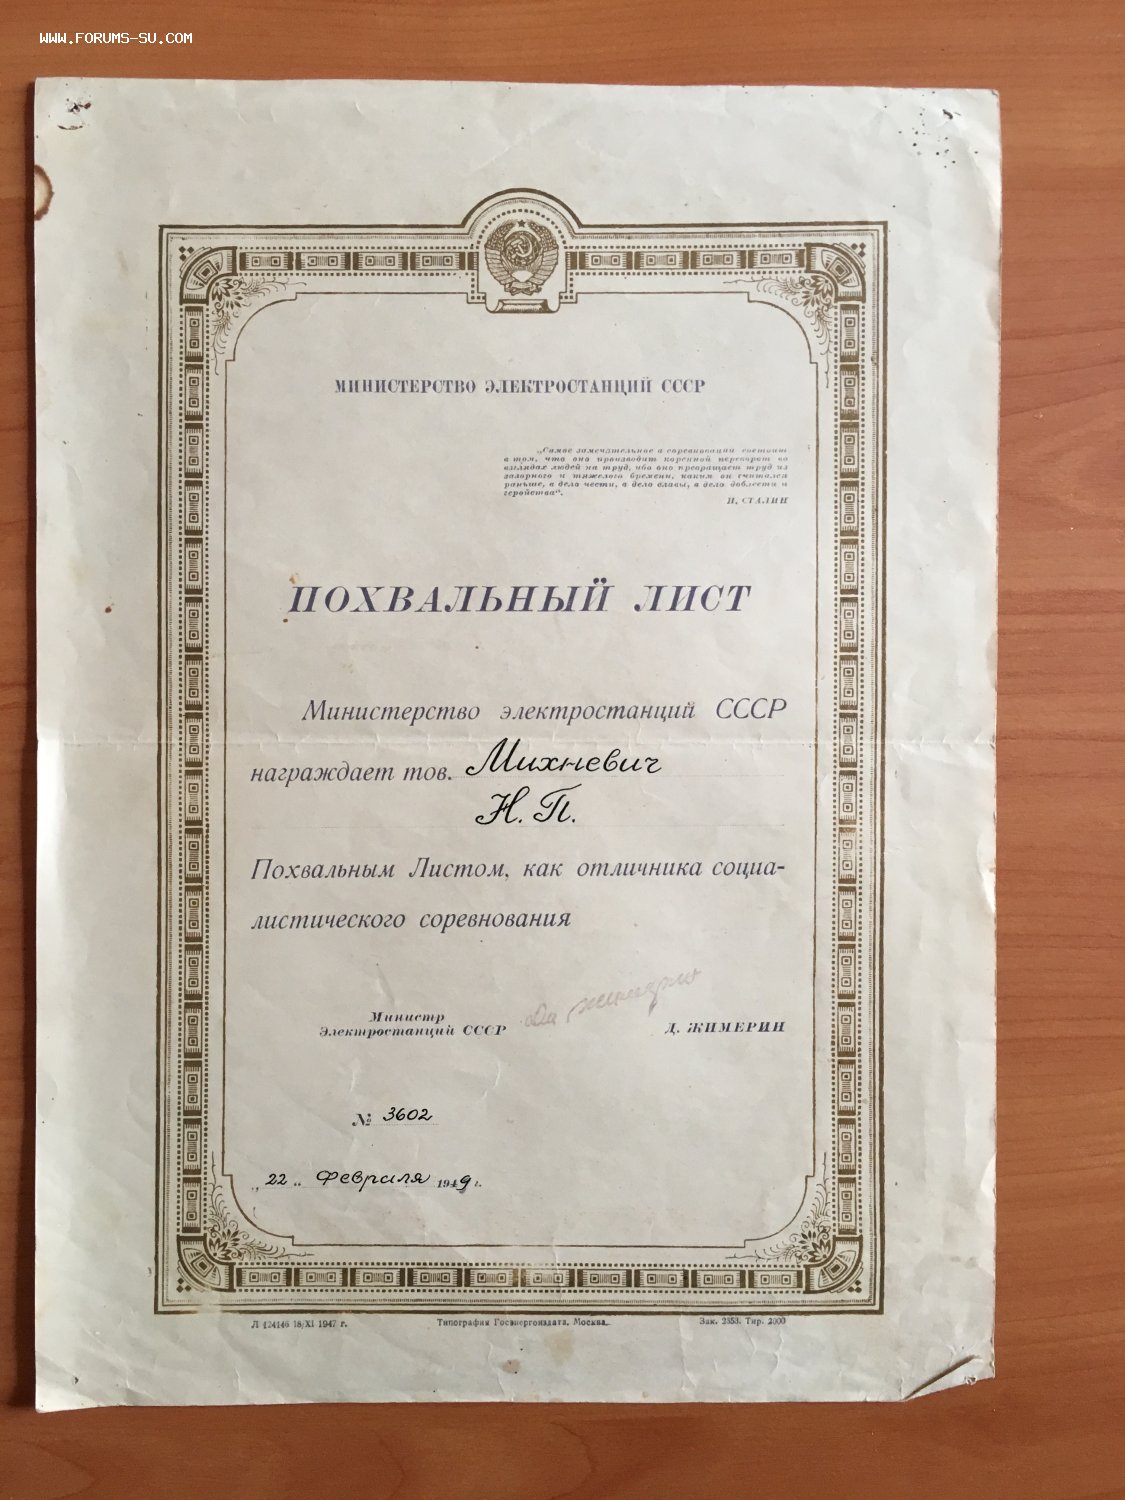 WWW.FORUMS-SU.COM
МИНИСТЕРСТВО ЭЛЕКТРОСТАНЦИЙ СССР
„Самое замечательное в соревновании состоит
в том, что оно производит коренной переворот во
взглядах людей на труд, ибо оно превращает труд из
зазорного и тяжелого бремени, каким он считался
раньше, в дело чести, в дело славы, в дело доблести и
геройства“.
И. СТАЛИН
ПОХВАЛЬНЫЙ ЛИСТ
Министерство электростанций СССР
награждает тов. Михневич
Н. П.
Похвальным Листом, как отличника социа-
листического соревнования
Министр
Электростанций СССР
Д. ЖИМЕРИН
№ 3602
„22„ Февраля 1949 г.
Л 124146 18/XI 1947 г. Типография Госэнергоиздата. Москва. Зак. 2353. Тир. 2000